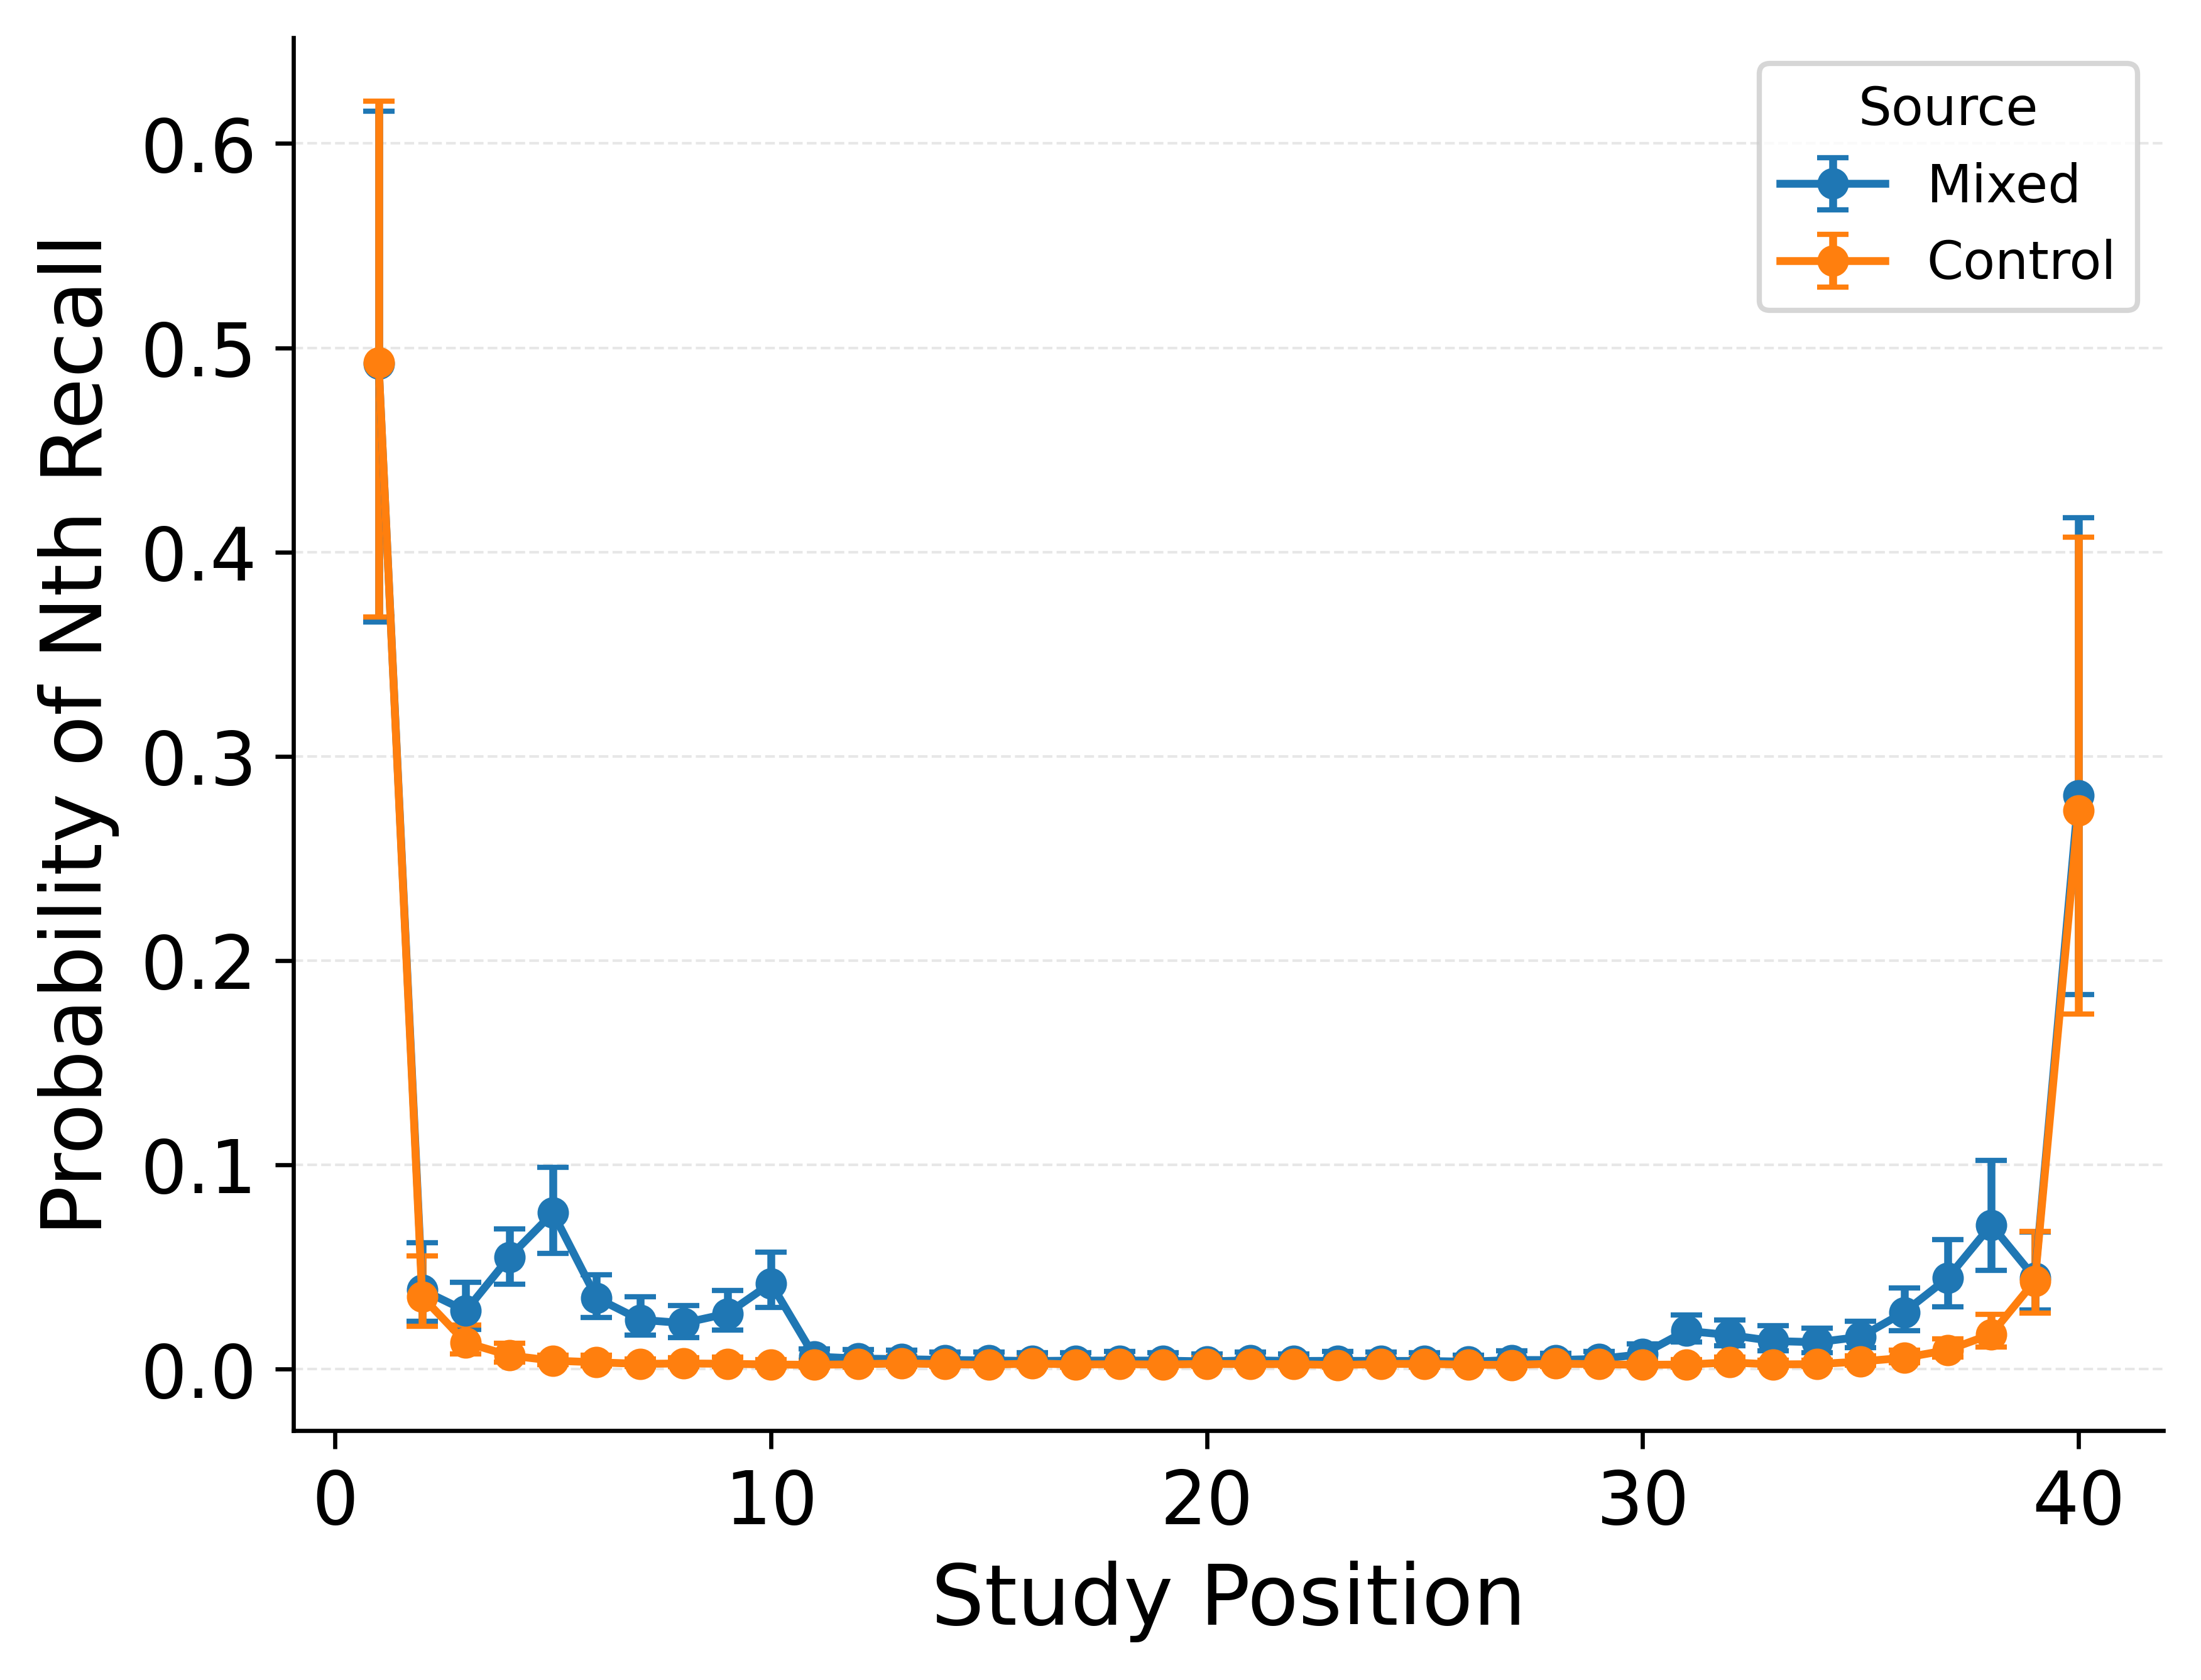 Probability of Nth Recall
0.6
0.5
0.4
0.3
0.2
0.1
0.0
Source
Mixed
Control
0 10 20 30 40
Study Position